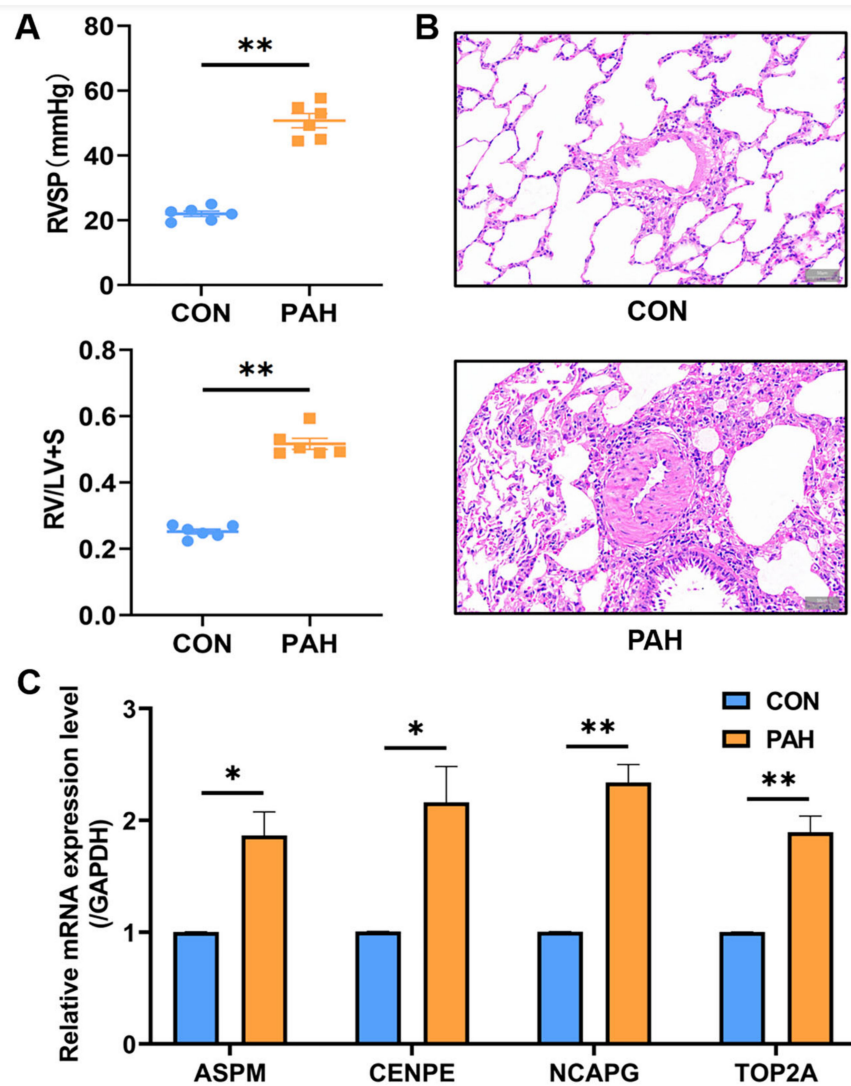 A
B
80
60
40
20
0
RVSP (mmHg)
**
CON PAH
CON
0.8
0.6
0.4
0.2
0.0
RV/LV+S
**
CON PAH
PAH
C
Relative mRNA expression level
(/GAPDH)
3
2
1
0
CON
PAH
*
*
**
**
ASPM CENPE NCAPG TOP2A